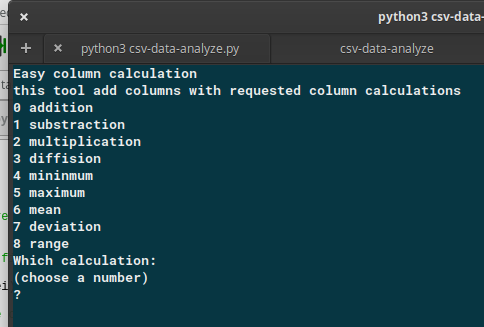 python3 csv-data-
python3 csv-data-analyze.py
csv-data-analyze
Easy column calculation
this tool add columns with requested column calculations
0 addition
1 substraction
2 multiplication
3 diffision
4 mininmum
5 maximum
6 mean
7 deviation
8 range
Which calculation:
(choose a number)
?